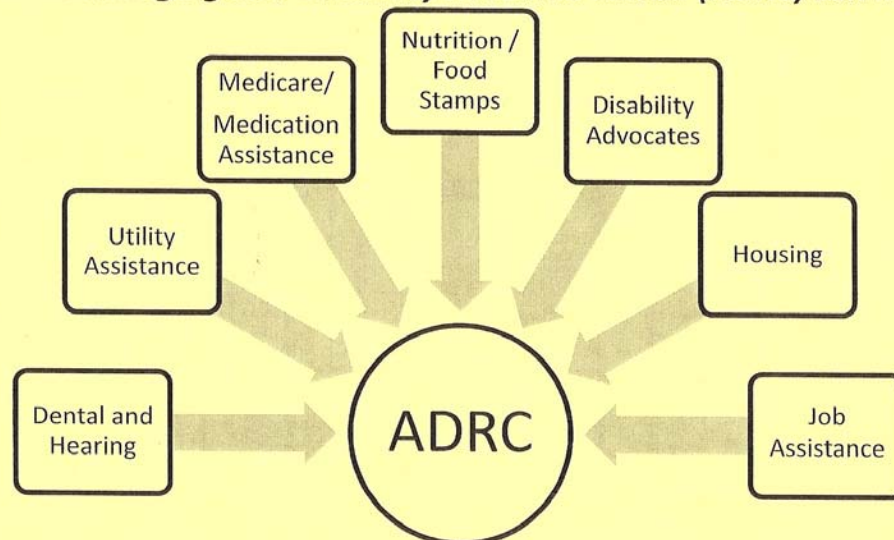 Nutrition /
Food
Stamps
Medicare/
Medication
Assistance
Disability
Advocates
Utility
Assistance
Housing
Dental and
Hearing
ADRC
Job
Assistance